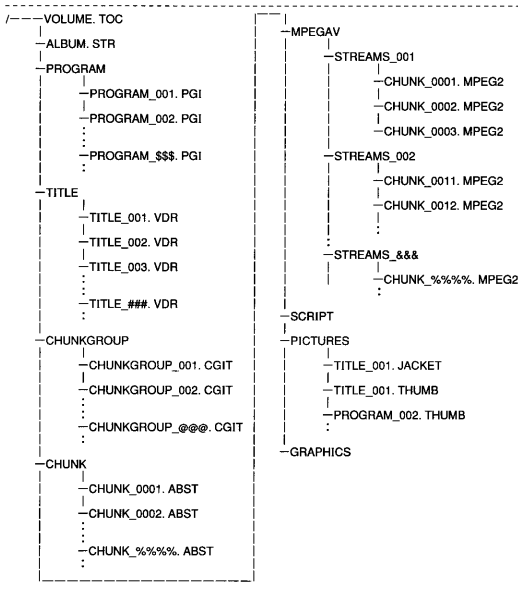 /---VOLUME. TOC
ALBUM. STR
PROGRAM
PROGRAM_001. PGI
PROGRAM_002. PGI
PROGRAM_$$$. PGI
TITLE
TITLE_001. VDR
TITLE_002. VDR
TITLE_003. VDR
TITLE_###. VDR
CHUNKGROUP
CHUNKGROUP_001. CGIT
CHUNKGROUP_002. CGIT
CHUNKGROUP_@@@. CGIT
CHUNK
CHUNK_0001. ABST
CHUNK_0002. ABST
CHUNK_%%%%. ABST
MPEGAV
STREAMS_001
CHUNK_0001. MPEG2
CHUNK_0002. MPEG2
CHUNK_0003. MPEG2
STREAMS_002
CHUNK_0011. MPEG2
CHUNK_0012. MPEG2
STREAMS_&&&
CHUNK_%%%%. MPEG2
SCRIPT
PICTURES
TITLE_001. JACKET
TITLE_001. THUMB
PROGRAM_002. THUMB
GRAPHICS